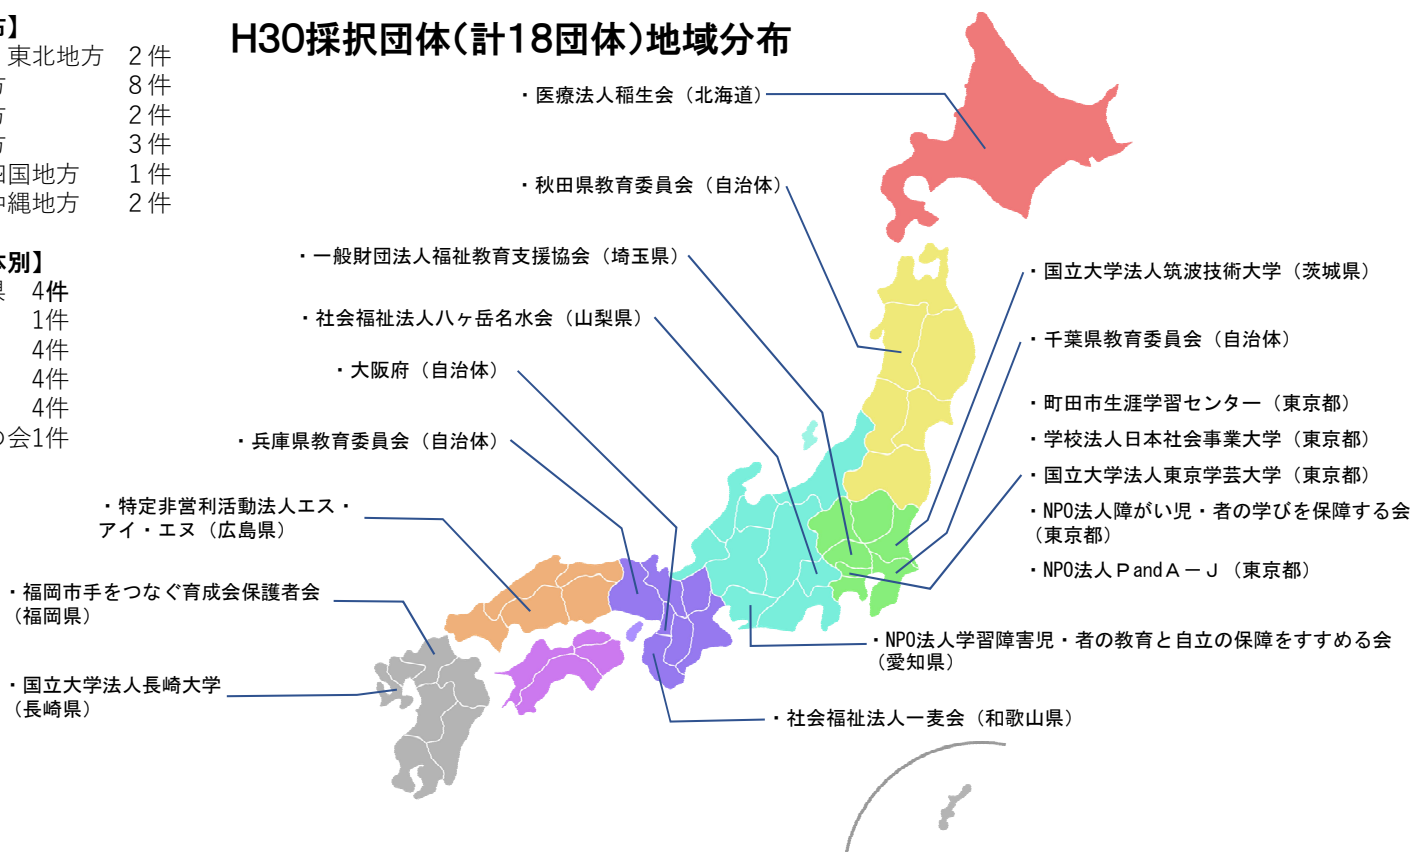 H30採択団体(計18団体)地域分布
方】
東北地方 2件
方 8件
方 2件
方 3件
四国地方 1件
沖縄地方 2件
体別】
県 4件
1件
4件
4件
4件
の会1件
・医療法人稲生会（北海道）
・秋田県教育委員会（自治体）
・一般財団法人福祉教育支援協会（埼玉県）
・社会福祉法人八ヶ岳名水会（山梨県）
・大阪府（自治体）
・兵庫県教育委員会（自治体）
・特定非営利活動法人エス・
アイ・エヌ（広島県）
・福岡市手をつなぐ育成会保護者会
（福岡県）
・国立大学法人長崎大学
（長崎県）
・国立大学法人筑波技術大学（茨城県）
・千葉県教育委員会（自治体）
・町田市生涯学習センター（東京都）
・学校法人日本社会事業大学（東京都）
・国立大学法人東京学芸大学（東京都）
・NPO法人障がい児・者の学びを保障する会
（東京都）
・NPO法人ＰandＡ－Ｊ（東京都）
・NPO法人学習障害児・者の教育と自立の保障をすすめる会
（愛知県）
・社会福祉法人一麦会（和歌山県）